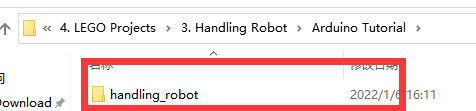 « 4. LEGO Projects > 3. Handling Robot > Arduino Tutorial
名称 修改日期
handling_robot 2022/1/6 16:11
Download